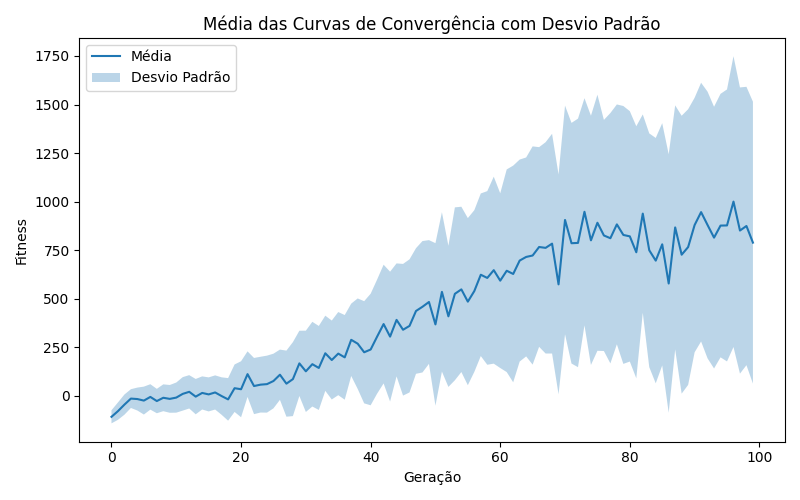 Média das Curvas de Convergência com Desvio Padrão
Média
Desvio Padrão
Fitness
1750
1500
1250
1000
750
500
250
0
0 20 40 60 80 100
Geração